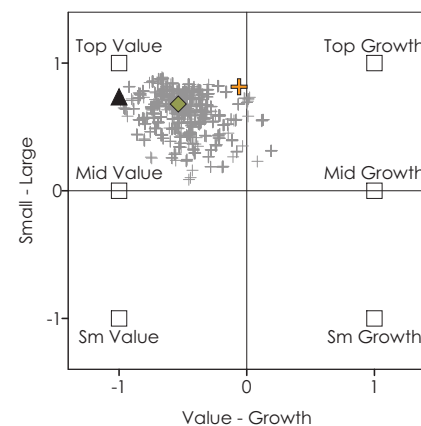 Top Value Top Growth
1
Mid Value Mid Growth
0
Small - Large
-1
Sm Value Sm Growth
-1 0 1
Value - Growth